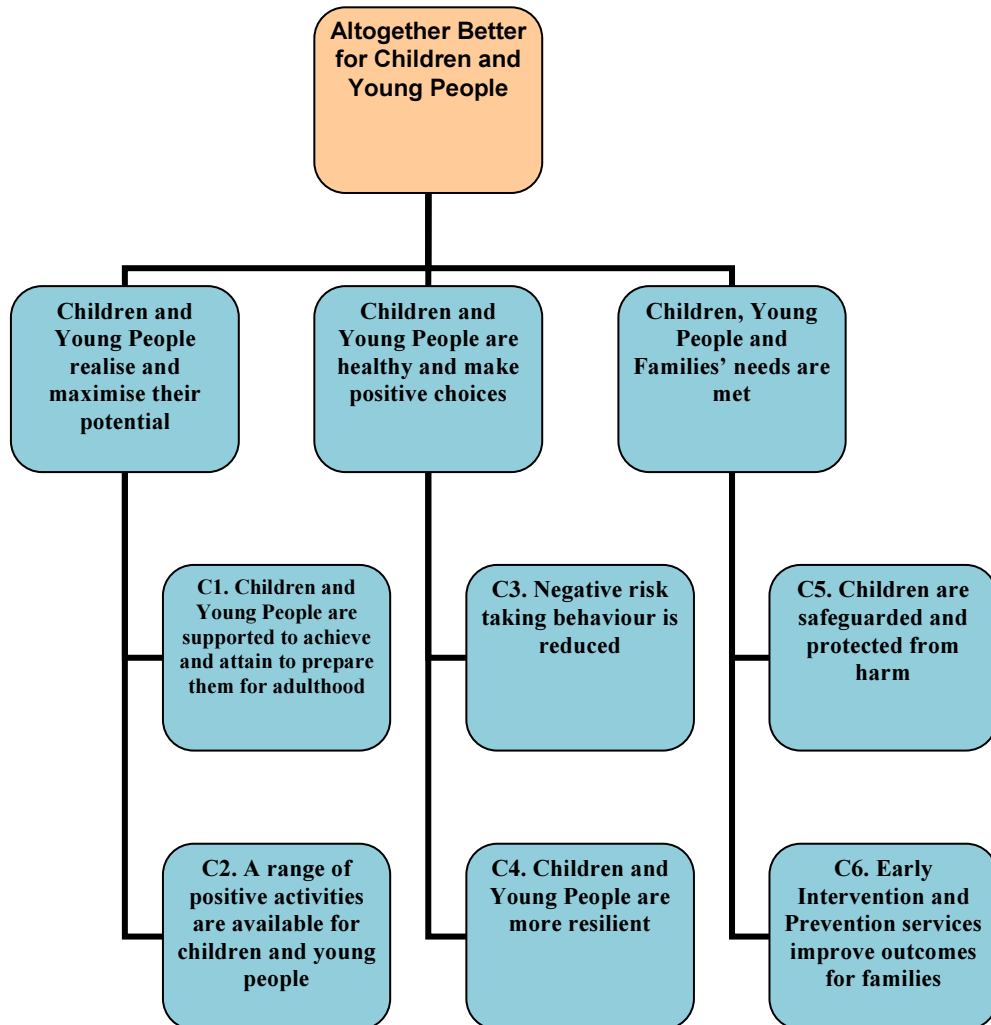 Altogether Better
for Children and
Young People
Children and
Young People
realise and
maximise their
potential
Children and
Young People are
healthy and make
positive choices
Children, Young
People and
Families’ needs are
met
C1. Children and
Young People are
supported to achieve
and attain to prepare
them for adulthood
C3. Negative risk
taking behaviour is
reduced
C5. Children are
safeguarded and
protected from
harm
C2. A range of
positive activities
are available for
children and young
people
C4. Children and
Young People are
more resilient
C6. Early
Intervention and
Prevention services
improve outcomes
for families